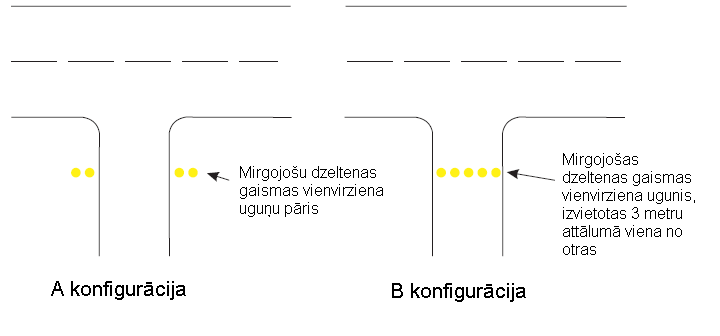 Mirgojošu dzeltenas
gaismas vienvirziena
uguņu pāris
A konfigurācija
Mirgojošas
dzeltenas gaismas
vienvirziena ugunis,
izvietotas 3 metru
attālumā viena no
otras
B konfigurācija